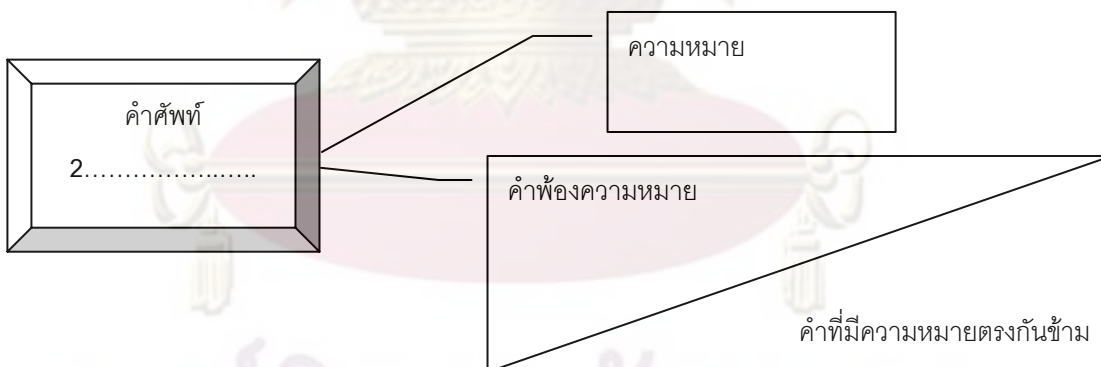 ความหมาย
คำศัพท์
2……………..…..
คำพ้องความหมาย
คำที่มีความหมายตรงกันข้าม